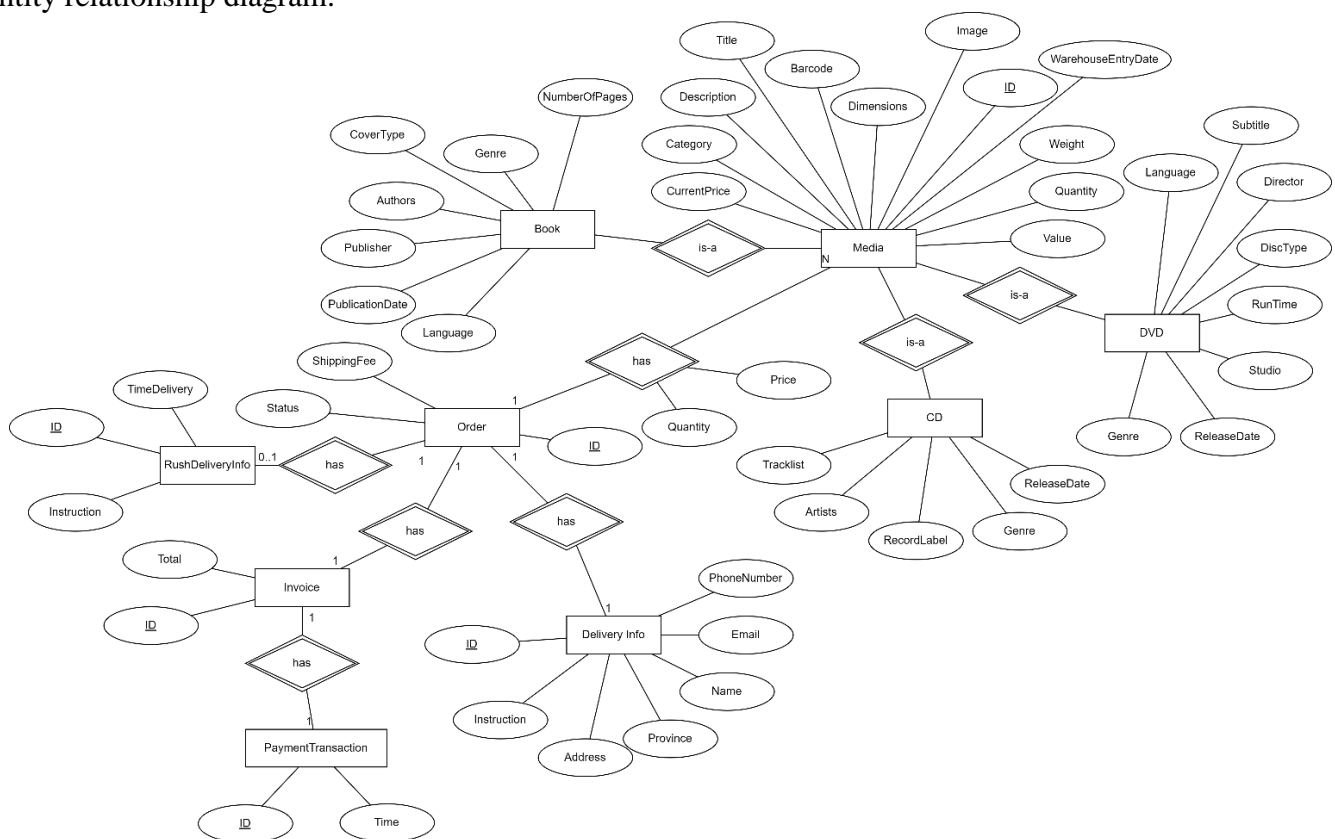 ntity relationship diagram.
Image
Title
WarehouseEntryDate
Barcode
ID
NumberOfPages
Description
Dimensions
Subtitle
CoverType
Genre
Category
Weight
Language
Director
CurrentPrice
Quantity
Authors
Book
Media
Value
DiscType
Publisher
is-a
N
is-a
PublicationDate
RunTime
Language
is-a
DVD
ShippingFee
has
Studio
TimeDelivery
Price
Status
1
CD
ID
Order
Quantity
Genre
ReleaseDate
ID
RushDeliveryInfo
0..1
has
1
1
1
Tracklist
ReleaseDate
Instruction
has
has
Artists
Genre
RecordLabel
Total
1
PhoneNumber
Invoice
ID
1
1
Delivery Info
Email
ID
has
Name
Instruction
1
Province
PaymentTransaction
Address
ID
Time